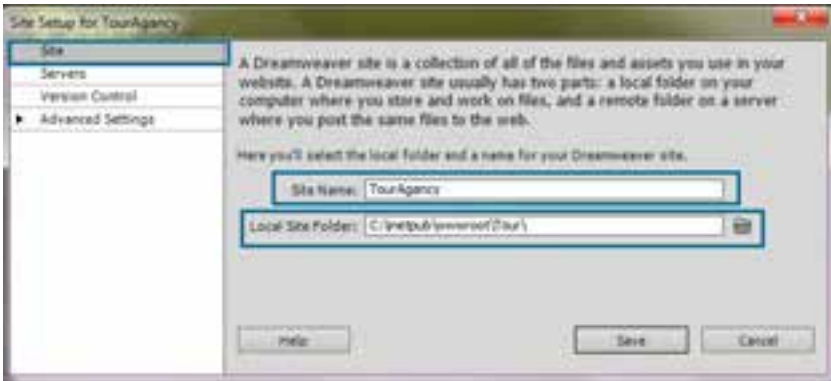 Site Setup for TourAgancy
Site
Servers
Version Control
Advanced Settings
A Dreamweaver site is a collection of all of the files and assets you use in your
website. A Dreamweaver site usually has two parts: a local folder on your
computer where you store and work on files, and a remote folder on a server
where you post the same files to the web.
Here you'll select the local folder and a name for your Dreamweaver site.
Site Name: TourAgancy
Local Site Folder: C:\inetpub\wwwroot\Tour\
Help
Save
Cancel